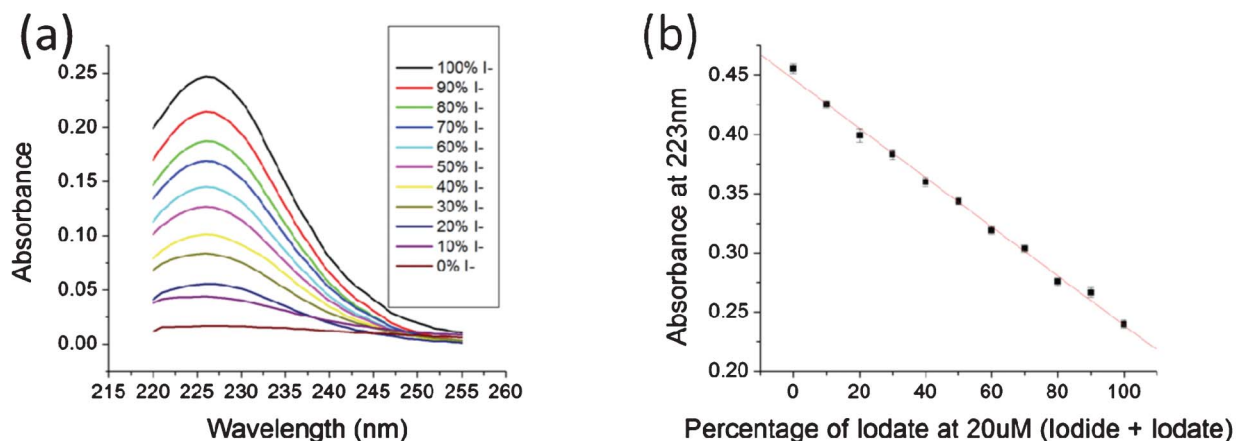 (a)
Absorbance
0.25
0.20
0.15
0.10
0.05
0.00
215 220 225 230 235 240 245 250 255 260
Wavelength (nm)
100% I-
90% I-
80% I-
70% I-
60% I-
50% I-
40% I-
30% I-
20% I-
10% I-
0% I-
(b)
Absorbance at 223nm
0.45
0.40
0.35
0.30
0.25
0.20
0 20 40 60 80 100
Percentage of Iodate at 20uM (Iodide + Iodate)